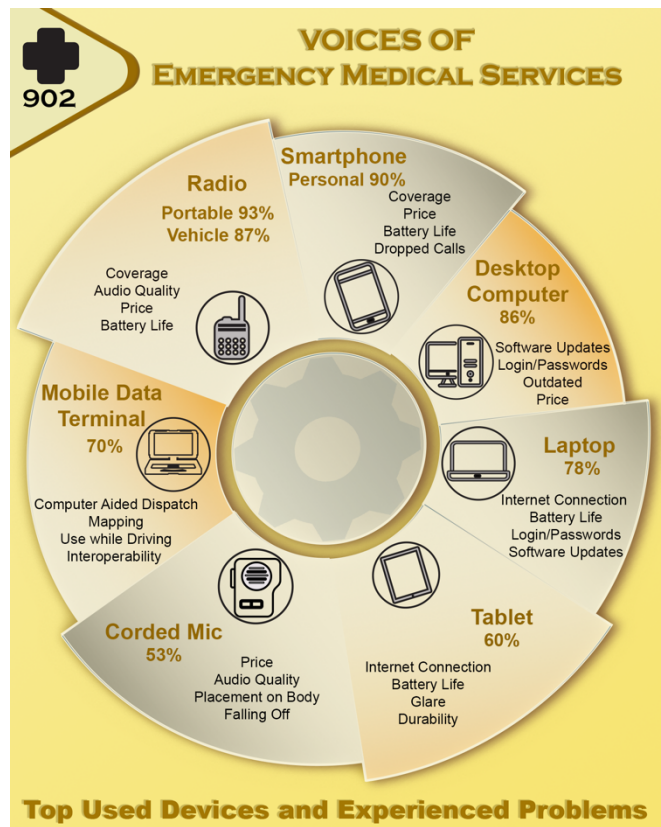 902
VOICES OF
EMERGENCY MEDICAL SERVICES
Smartphone
Personal 90%
Coverage
Price
Battery Life
Dropped Calls
Desktop
Computer
86%
Software Updates
Login/Passwords
Outdated
Price
Laptop
78%
Internet Connection
Battery Life
Login/Passwords
Software Updates
Tablet
60%
Internet Connection
Battery Life
Glare
Durability
Corded Mic
53%
Price
Audio Quality
Placement on Body
Falling Off
Mobile Data
Terminal
70%
Computer Aided Dispatch
Mapping
Use while Driving
Interoperability
Radio
Portable 93%
Vehicle 87%
Coverage
Audio Quality
Price
Battery Life
Top Used Devices and Experienced Problems